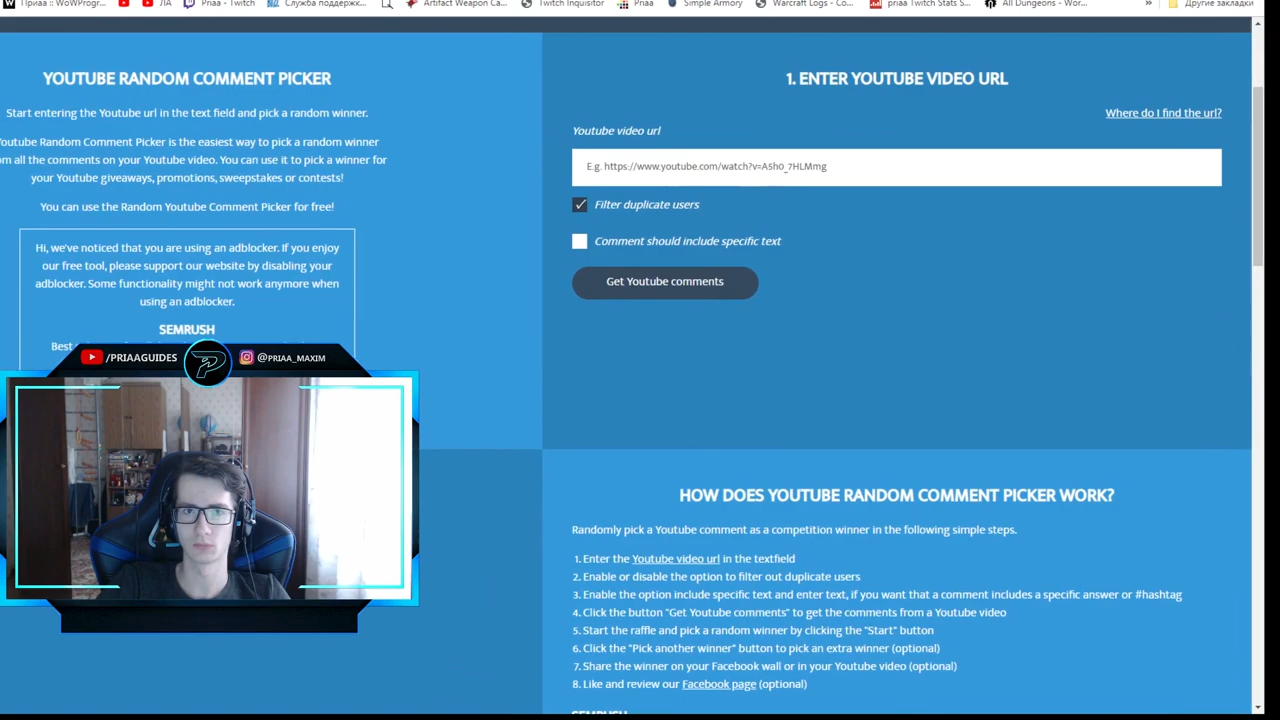 Приаа :: WoWProgr...
ЛА
Priaa - Twitch
Служба поддержк...
Artifact Weapon Ca...
Twitch Inquisitor
Priaa
Simple Armory
Warcraft Logs - Co...
priaa Twitch Stats S...
All Dungeons - Wor...
»
Другие закладки
YOUTUBE RANDOM COMMENT PICKER
Start entering the Youtube url in the text field and pick a random winner.
Youtube Random Comment Picker is the easiest way to pick a random winner
om all the comments on your Youtube video. You can use it to pick a winner for
your Youtube giveaways, promotions, sweepstakes or contests!
You can use the Random Youtube Comment Picker for free!
Hi, we've noticed that you are using an adblocker. If you enjoy
our free tool, please support our website by disabling your
adblocker. Some functionality might not work anymore when
using an adblocker.
SEMRUSH
Best
/PRIAAGUIDES
@PRIAA_MAXIM
1. ENTER YOUTUBE VIDEO URL
Where do I find the url?
Youtube video url
E.g. https://www.youtube.com/watch?v=A5h0_7HLMmg
Filter duplicate users
Comment should include specific text
Get Youtube comments
HOW DOES YOUTUBE RANDOM COMMENT PICKER WORK?
Randomly pick a Youtube comment as a competition winner in the following simple steps.
1. Enter the Youtube video url in the textfield
2. Enable or disable the option to filter out duplicate users
3. Enable the option include specific text and enter text, if you want that a comment includes a specific answer or #hashtag
4. Click the button "Get Youtube comments" to get the comments from a Youtube video
5. Start the raffle and pick a random winner by clicking the "Start" button
6. Click the "Pick another winner" button to pick an extra winner (optional)
7. Share the winner on your Facebook wall or in your Youtube video (optional)
8. Like and review our Facebook page (optional)
SEMRUSH